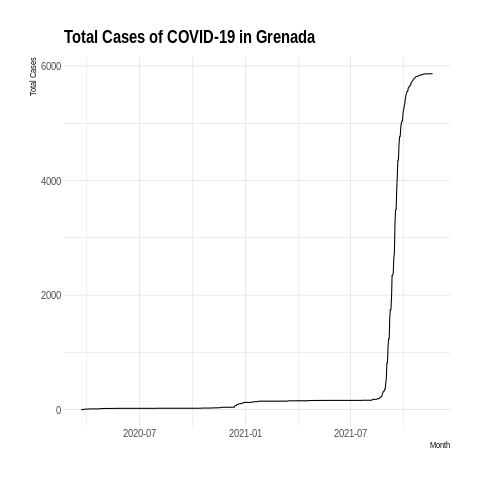 Total Cases of COVID-19 in Grenada
Total Cases
6000
4000
2000
0
2020-07 2021-01 2021-07
Month